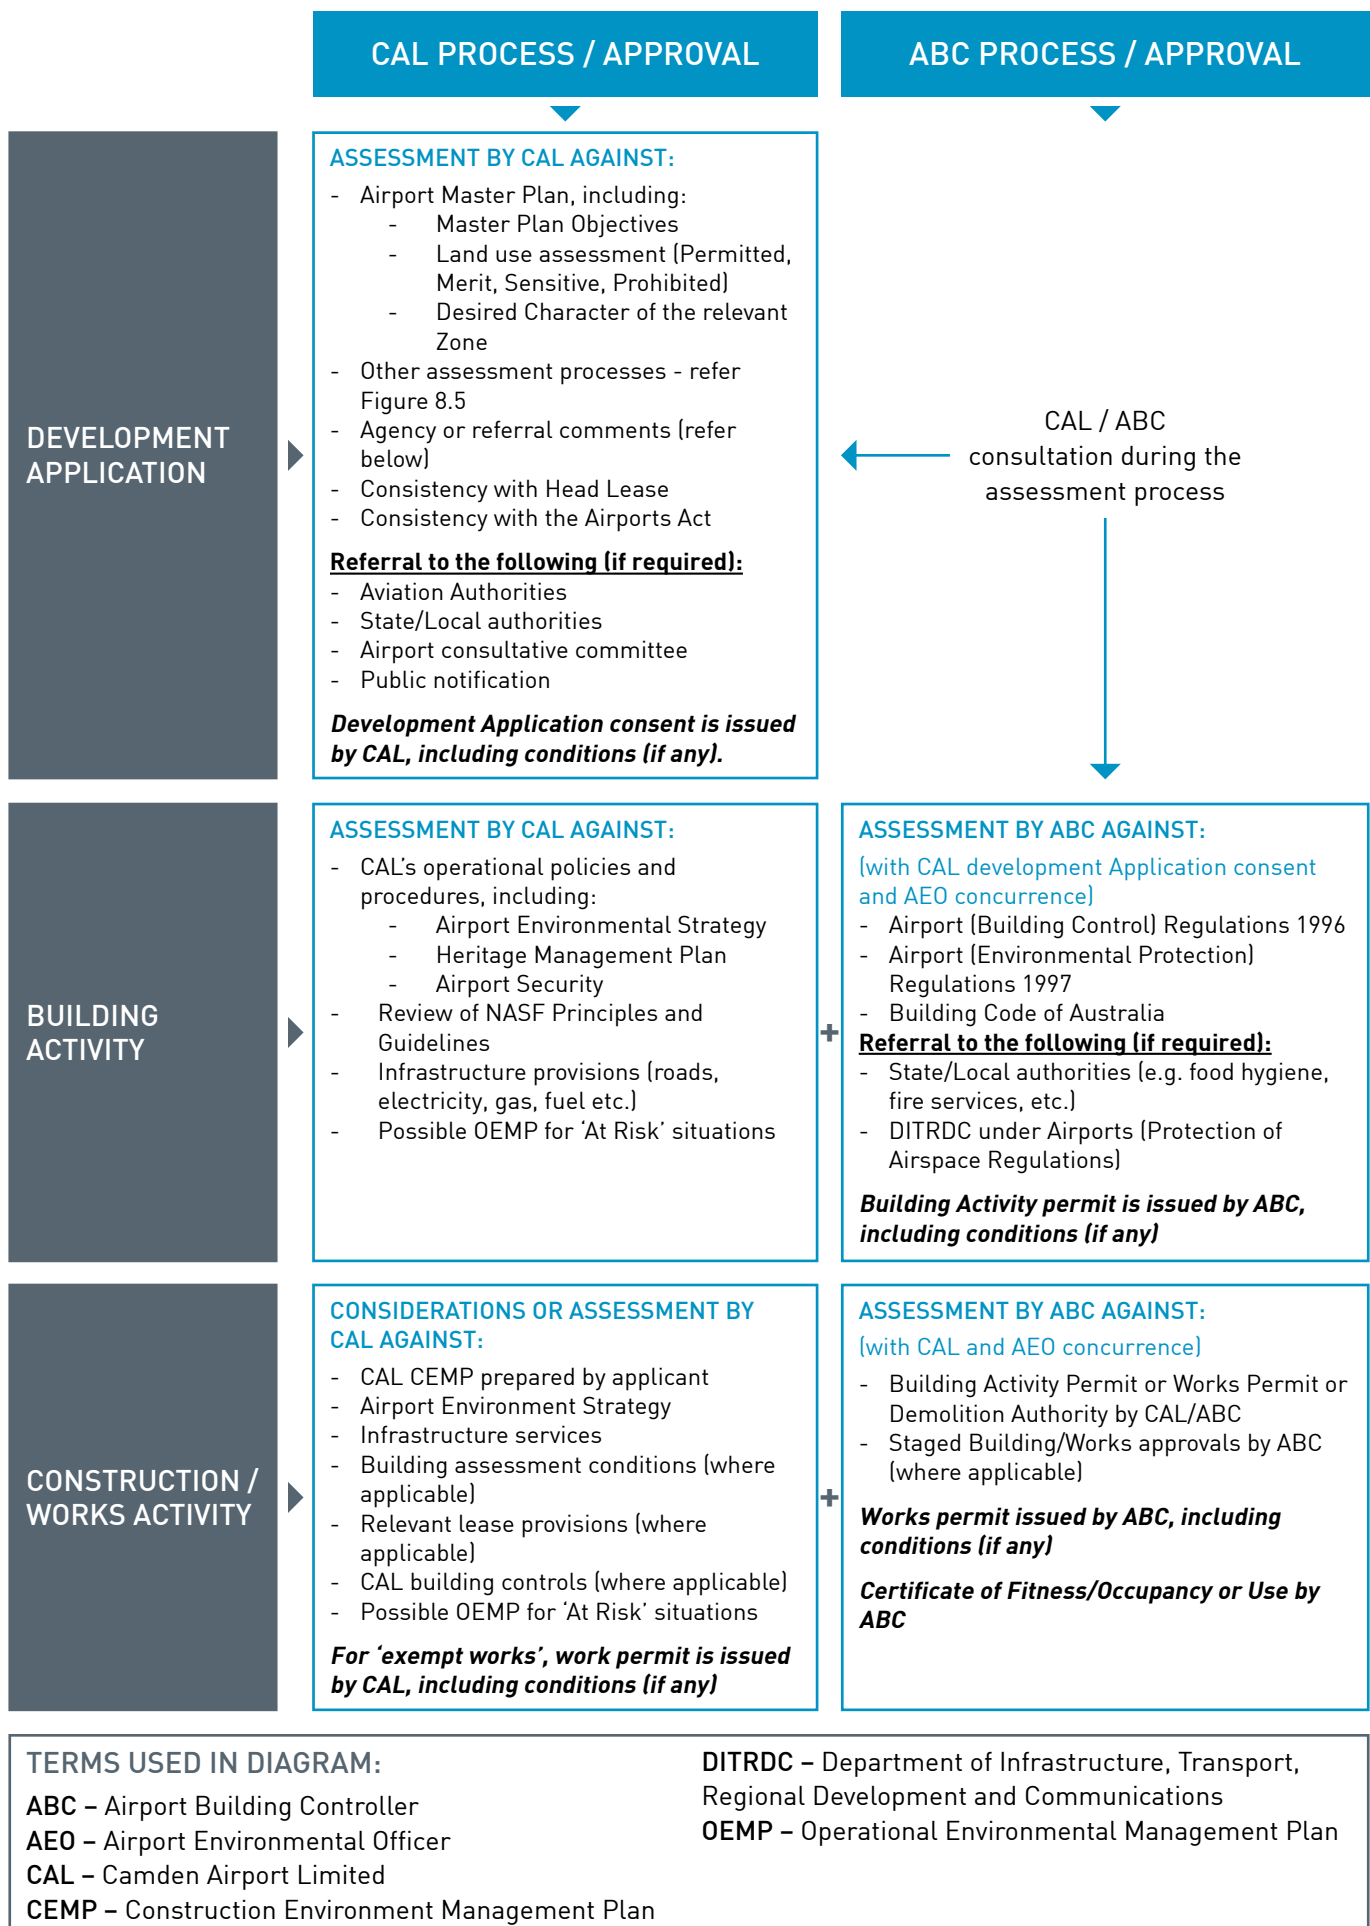 CAL PROCESS / APPROVAL
ABC PROCESS / APPROVAL
DEVELOPMENT
APPLICATION
ASSESSMENT BY CAL AGAINST:
- Airport Master Plan, including:
- Master Plan Objectives
- Land use assessment (Permitted,
Merit, Sensitive, Prohibited)
- Desired Character of the relevant
Zone
- Other assessment processes - refer
Figure 8.5
- Agency or referral comments (refer
below)
- Consistency with Head Lease
- Consistency with the Airports Act
Referral to the following (if required):
- Aviation Authorities
- State/Local authorities
- Airport consultative committee
- Public notification
Development Application consent is issued
by CAL, including conditions (if any).
CAL / ABC
consultation during the
assessment process
BUILDING
ACTIVITY
ASSESSMENT BY CAL AGAINST:
- CAL’s operational policies and
procedures, including:
- Airport Environmental Strategy
- Heritage Management Plan
- Airport Security
- Review of NASF Principles and
Guidelines
- Infrastructure provisions (roads,
electricity, gas, fuel etc.)
- Possible OEMP for ‘At Risk’ situations
+
ASSESSMENT BY ABC AGAINST:
(with CAL development Application consent
and AEO concurrence)
- Airport (Building Control) Regulations 1996
- Airport (Environmental Protection)
Regulations 1997
- Building Code of Australia
Referral to the following (if required):
- State/Local authorities (e.g. food hygiene,
fire services, etc.)
- DITRDC under Airports (Protection of
Airspace Regulations)
Building Activity permit is issued by ABC,
including conditions (if any)
CONSTRUCTION /
WORKS ACTIVITY
CONSIDERATIONS OR ASSESSMENT BY
CAL AGAINST:
- CAL CEMP prepared by applicant
- Airport Environment Strategy
- Infrastructure services
- Building assessment conditions (where
applicable)
- Relevant lease provisions (where
applicable)
- CAL building controls (where applicable)
- Possible OEMP for ‘At Risk’ situations
For ‘exempt works’, work permit is issued
by CAL, including conditions (if any)
+
ASSESSMENT BY ABC AGAINST:
(with CAL and AEO concurrence)
- Building Activity Permit or Works Permit or
Demolition Authority by CAL/ABC
- Staged Building/Works approvals by ABC
(where applicable)
Works permit issued by ABC, including
conditions (if any)
Certificate of Fitness/Occupancy or Use by
ABC
TERMS USED IN DIAGRAM:
ABC – Airport Building Controller
AEO – Airport Environmental Officer
CAL – Camden Airport Limited
CEMP – Construction Environment Management Plan
DITRDC – Department of Infrastructure, Transport,
Regional Development and Communications
OEMP – Operational Environmental Management Plan